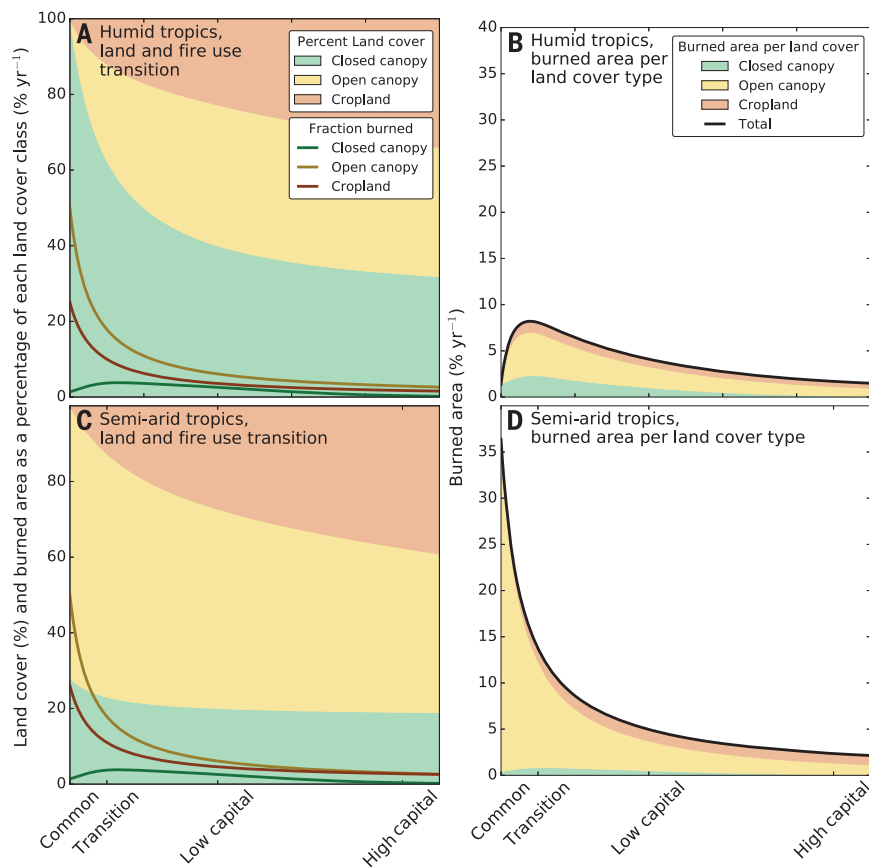 Land cover (%) and burned area as a percentage of each land cover class (% yr⁻¹)
A Humid tropics,
land and fire use
transition
Percent Land cover
Closed canopy
Open canopy
Cropland
Fraction burned
Closed canopy
Open canopy
Cropland
100
80
60
40
20
0
B Humid tropics,
burned area per
land cover type
Burned area per land cover
Closed canopy
Open canopy
Cropland
Total
40
35
30
25
20
15
10
5
0
C Semi-arid tropics,
land and fire use transition
80
60
40
20
0
Common
Transition
Low capital
High capital
Burned area (% yr⁻¹)
D Semi-arid tropics,
burned area per land cover type
35
30
25
20
15
10
5
0
Common
Transition
Low capital
High capital